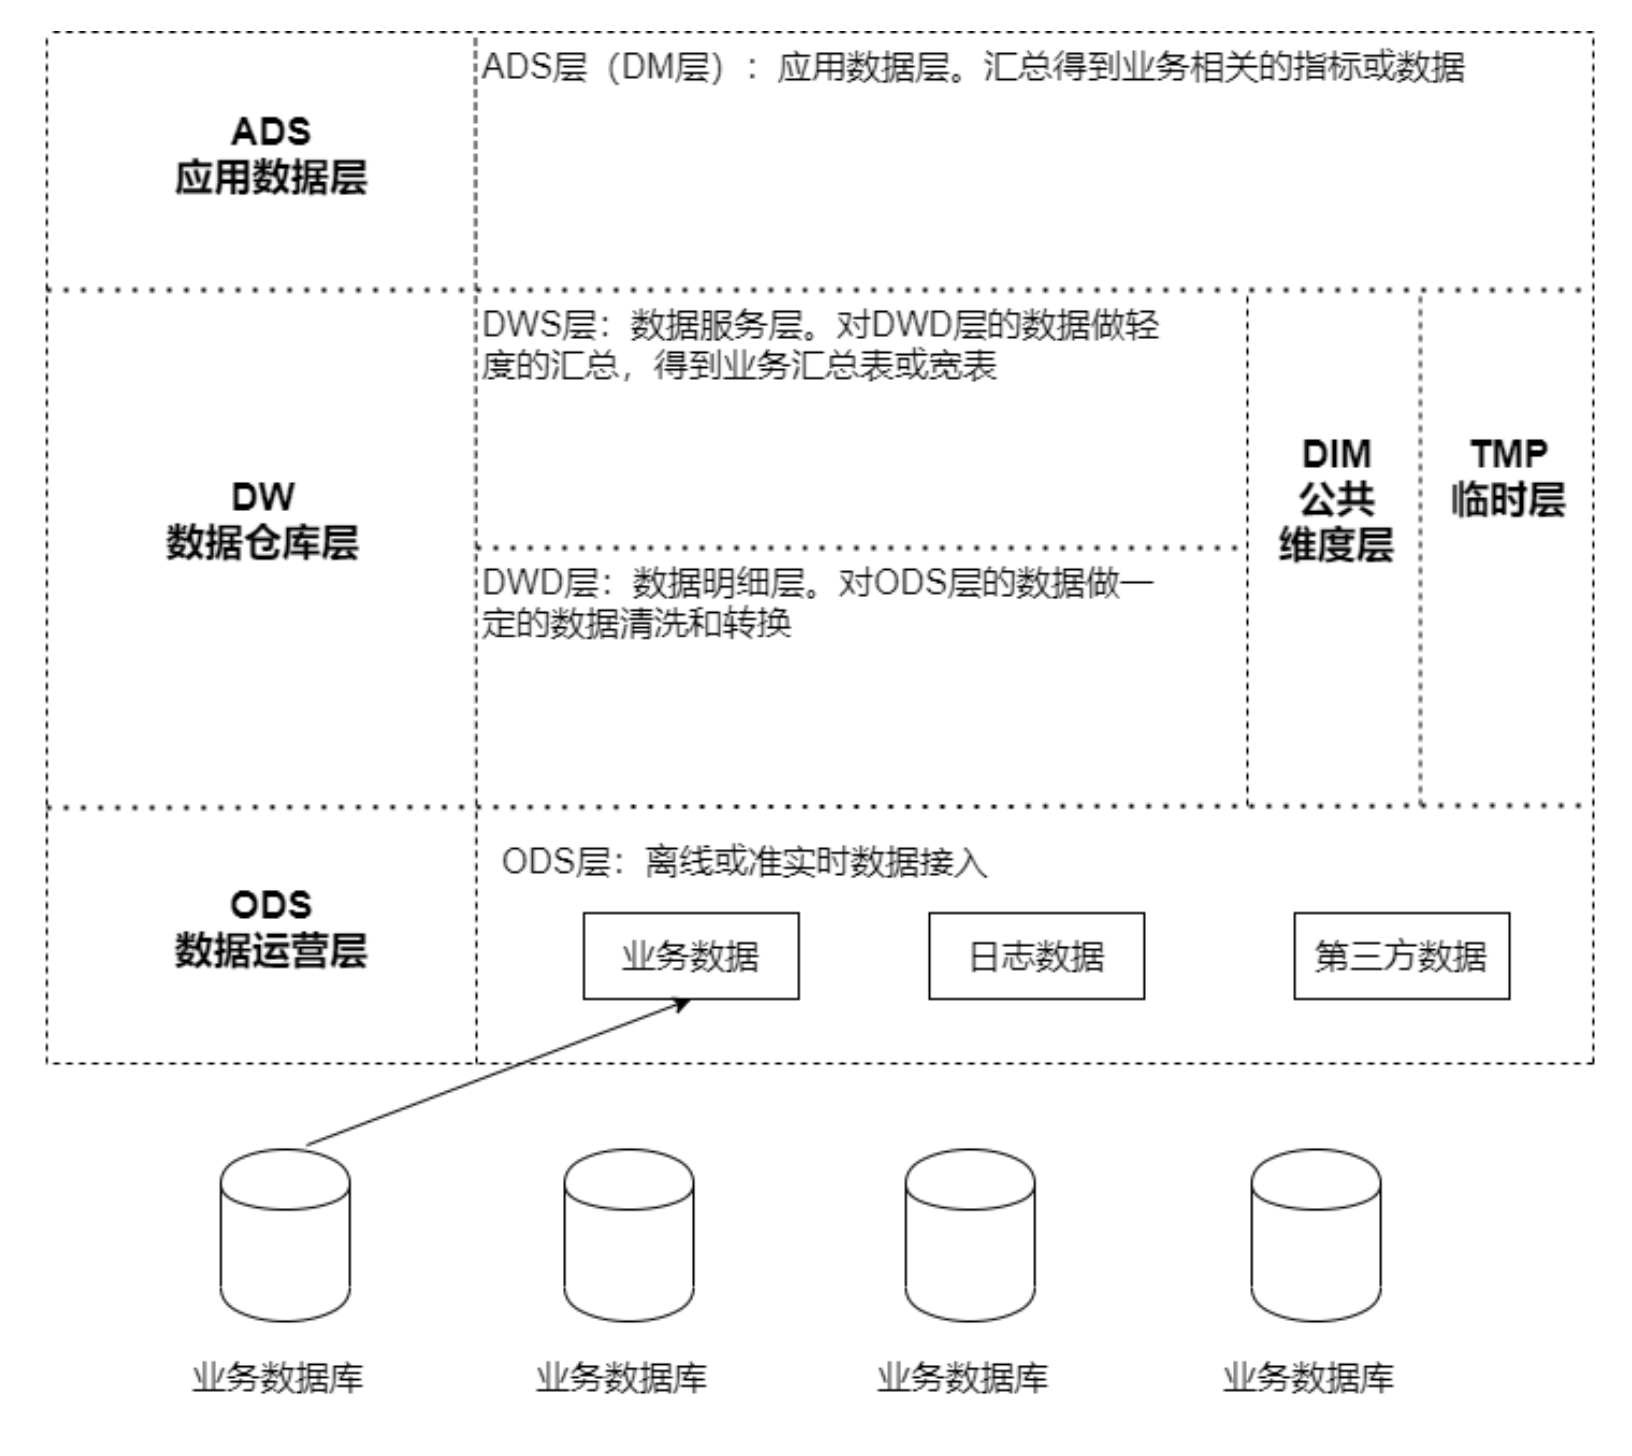 ADS
应用数据层
ADS层（DM层）：应用数据层。汇总得到业务相关的指标或数据
DW
数据仓库层
DWS层：数据服务层。对DWD层的数据做轻
度的汇总，得到业务汇总表或宽表
DWD层：数据明细层。对ODS层的数据做一
定的数据清洗和转换
DIM
公共
维度层
TMP
临时层
ODS
数据运营层
ODS层：离线或准实时数据接入
业务数据
日志数据
第三方数据
业务数据库
业务数据库
业务数据库
业务数据库